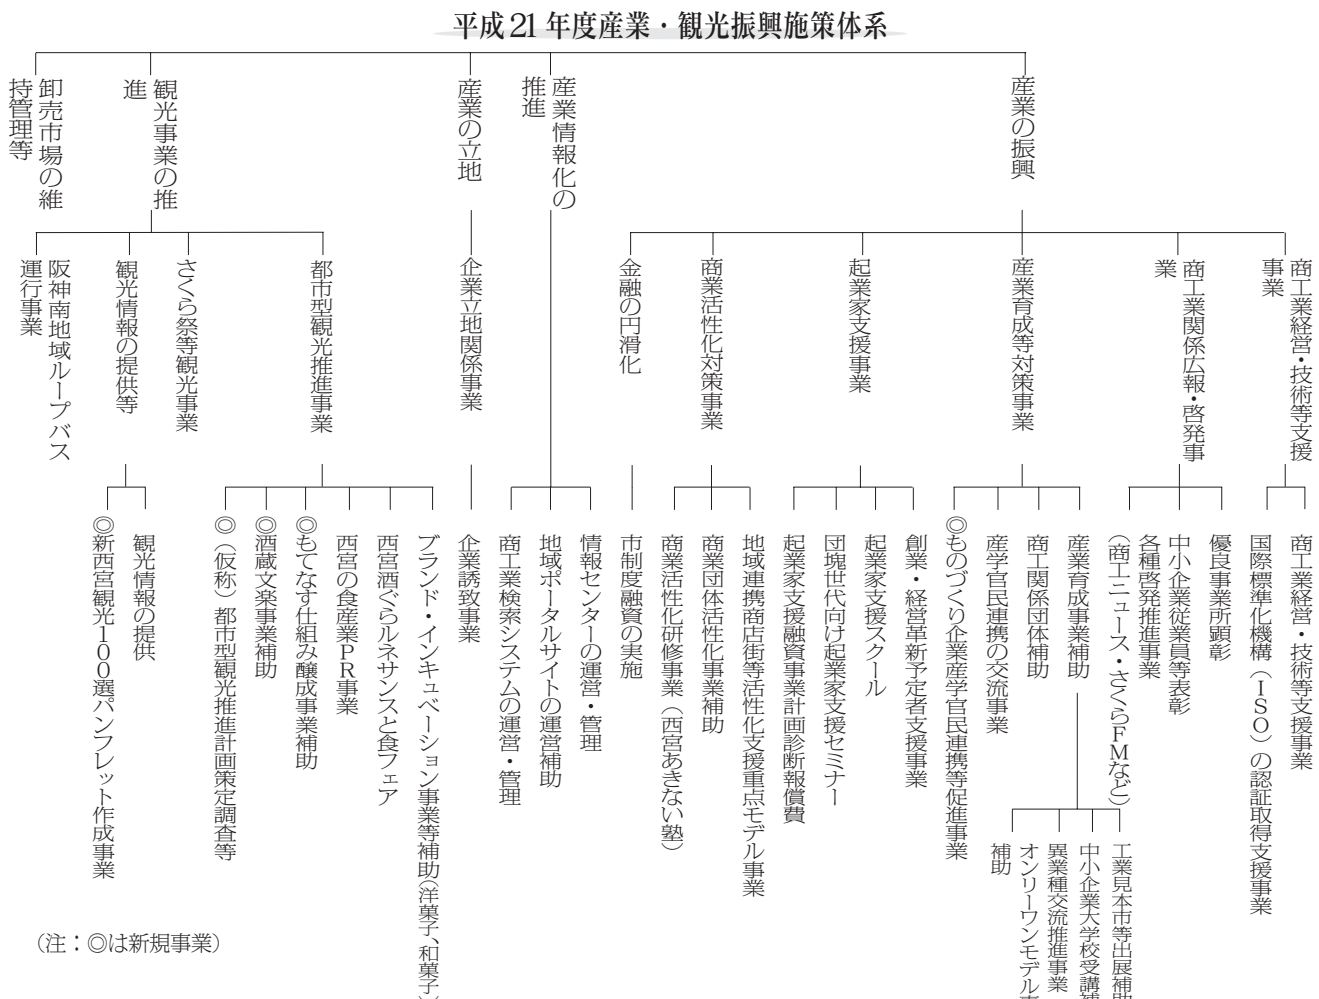 平成21年度産業・観光振興施策体系
産業の振興
産業情報化の
推進
産業の立地
観光事業の推
進
卸売市場の維
持管理等
商工業経営・技術等支援
事業
商工業関係広報・啓発事
業
産業育成等対策事業
起業家支援事業
商業活性化対策事業
金融の円滑化
企業立地関係事業
都市型観光推進事業
さくら祭等観光事業
観光情報の提供等
阪神南地域ループバス
運行事業
商工業経営・技術等支援事業
国際標準化機構（ISO）の認証取得支援事業
優良事業所顕彰
中小企業従業員等表彰
各種啓発推進事業
（商工ニュース・さくらFMなど）
産業育成事業補助
商工関係団体補助
産学官民連携の交流事業
◎ものづくり企業産学官民連携等促進事業
創業・経営革新予定者支援事業
起業家支援スクール
団塊世代向け起業家支援セミナー
起業家支援融資事業計画診断報償費
地域連携商店街等活性化支援重点モデル事業
商業団体活性化事業補助
商業活性化研修事業（西宮あきない塾）
市制度融資の実施
情報センターの運営・管理
地域ポータルサイトの運営補助
商工業検索システムの運営・管理
企業誘致事業
ブランド・インキュベーション事業等補助（洋菓子、和菓子）
西宮酒ぐらルネサンスと食フェア
西宮の食産業PR事業
◎もてなす仕組み醸成事業補助
◎酒蔵文楽事業補助
◎（仮称）都市型観光推進計画策定調査等
観光情報の提供
◎新西宮観光100選パンフレット作成事業
工業見本市等出展補助
中小企業大学校受講
異業種交流推進事業
オンリーワンモデル
補助
（注：◎は新規事業）